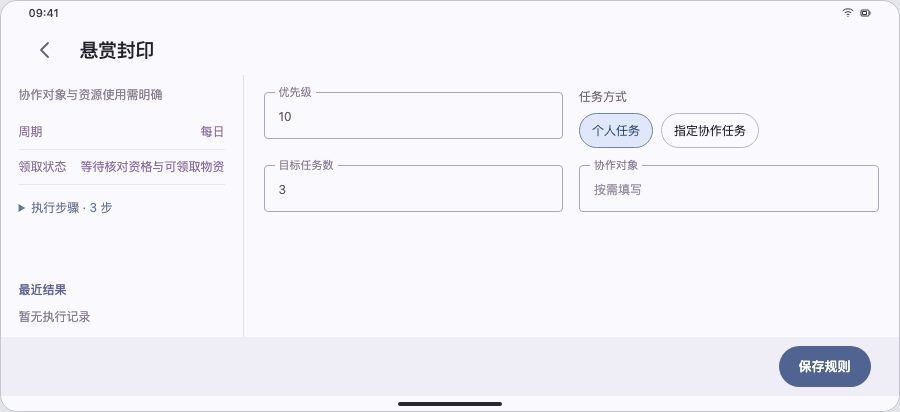 09:41
悬赏封印
协作对象与资源使用需明确
周期 每日
领取状态 等待核对资格与可领取物资
▶ 执行步骤 · 3 步
最近结果
暂无执行记录
优先级
10
任务方式
个人任务 指定协作任务
目标任务数
3
协作对象
按需填写
保存规则